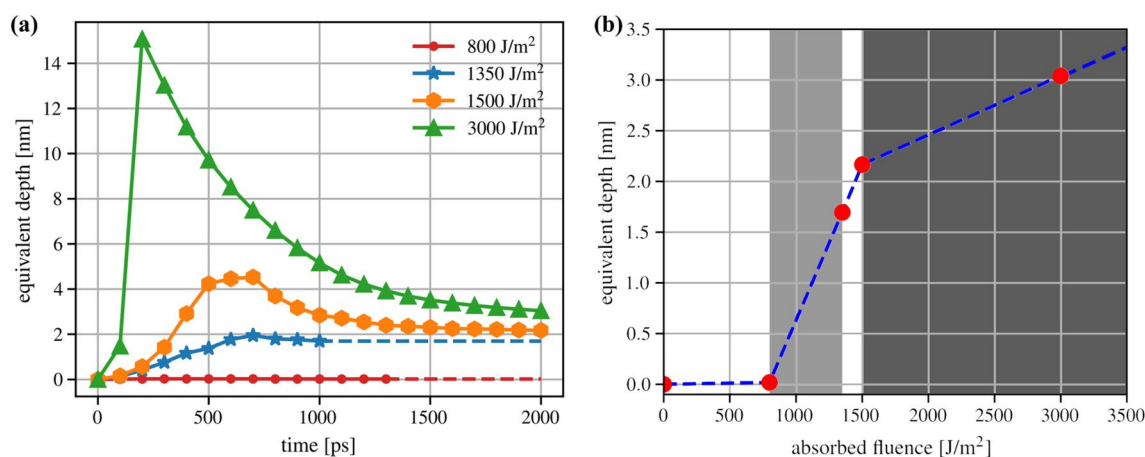 (a)
equivalent depth [nm]
14
12
10
8
6
4
2
0
800 J/m²
1350 J/m²
1500 J/m²
3000 J/m²
0 500 1000 1500 2000
time [ps]
(b)
equivalent depth [nm]
3.5
3.0
2.5
2.0
1.5
1.0
0.5
0.0
0 500 1000 1500 2000 2500 3000 3500
absorbed fluence [J/m²]